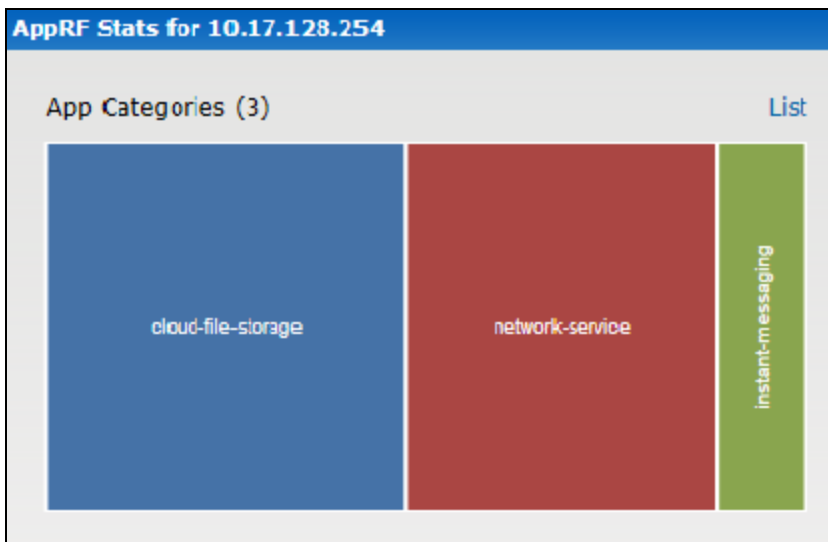 AppRF Stats for 10.17.128.254
App Categories (3)
List
cloud-file-storage
network-service
instant-messaging